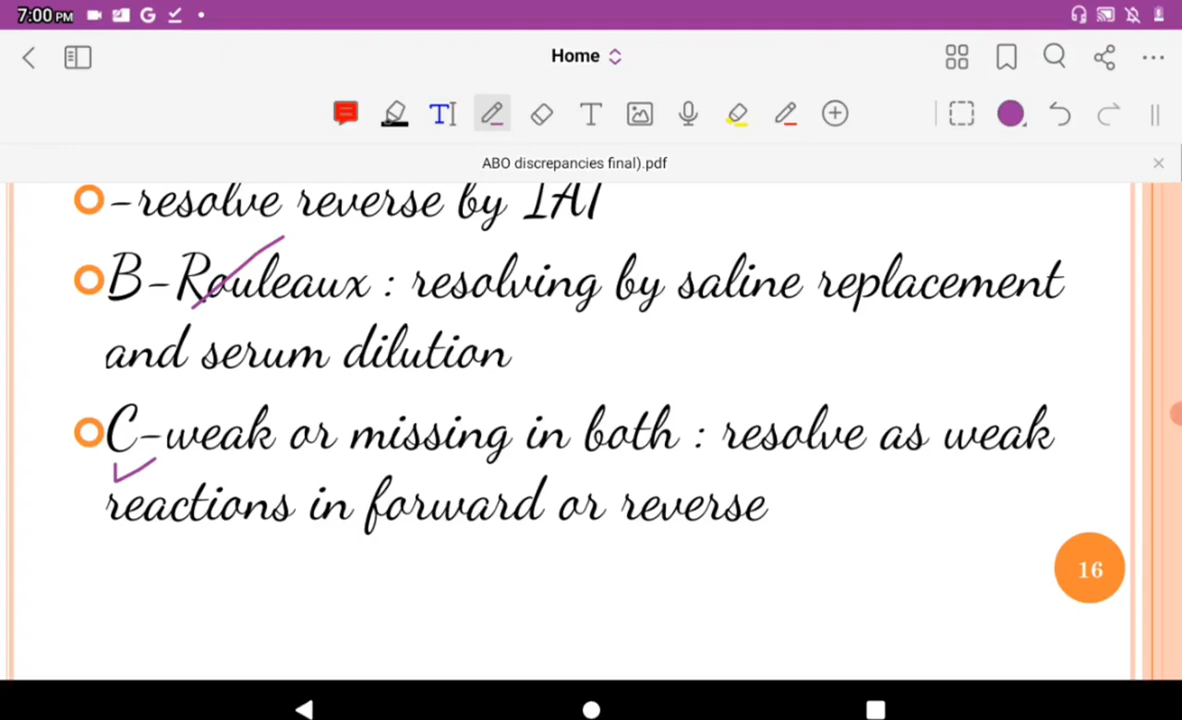 7:00 PM
Home
ABO discrepancies final).pdf
-resolve reverse by IAT
B-Rouleaux : resolving by saline replacement
and serum dilution
C-weak or missing in both : resolve as weak
reactions in forward or reverse
16